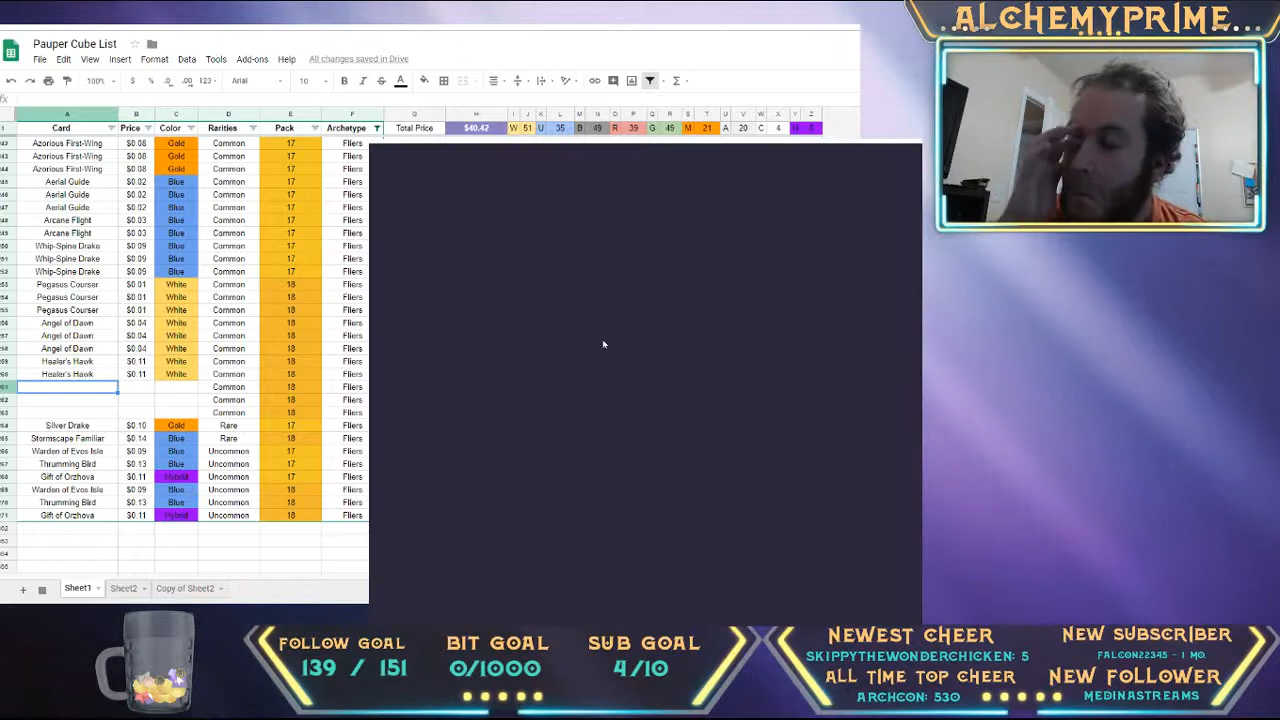 ALCHEMYPRIME
Pauper Cube List
File Edit View Insert Format Data Tools Add-ons Help All changes saved in Drive
100% $ % .0 .00 123 Arial 10 B I S A
fx
A B C D E F G H I J K L M N O P Q R S T U V W X Y Z
1 Card Price Color Rarities Pack Archetype Total Price $40.42 W 51 U 35 B 49 R 39 G 49 M 21 A 20 C 4
Azorious First-Wing $0.08 Gold Common 17 Fliers
Azorious First-Wing $0.08 Gold Common 17 Fliers
Azorious First-Wing $0.08 Gold Common 17 Fliers
Aerial Guide $0.02 Blue Common 17 Fliers
Aerial Guide $0.02 Blue Common 17 Fliers
Aerial Guide $0.02 Blue Common 17 Fliers
Arcane Flight $0.03 Blue Common 17 Fliers
Arcane Flight $0.03 Blue Common 17 Fliers
Whip-Spine Drake $0.09 Blue Common 17 Fliers
Whip-Spine Drake $0.09 Blue Common 17 Fliers
Whip-Spine Drake $0.09 Blue Common 17 Fliers
Pegasus Courser $0.01 White Common 18 Fliers
Pegasus Courser $0.01 White Common 18 Fliers
Pegasus Courser $0.01 White Common 18 Fliers
Angel of Dawn $0.04 White Common 18 Fliers
Angel of Dawn $0.04 White Common 18 Fliers
Angel of Dawn $0.04 White Common 18 Fliers
Healer's Hawk $0.11 White Common 18 Fliers
Healer's Hawk $0.11 White Common 18 Fliers
Common 18 Fliers
Common 18 Fliers
Common 18 Fliers
Silver Drake $0.10 Gold Rare 17 Fliers
Stormscape Familiar $0.14 Blue Rare 18 Fliers
Warden of Evos Isle $0.09 Blue Uncommon 17 Fliers
Thrumming Bird $0.13 Blue Uncommon 17 Fliers
Gift of Orzhova $0.11 Hybrid Uncommon 17 Fliers
Warden of Evos Isle $0.09 Blue Uncommon 18 Fliers
Thrumming Bird $0.13 Blue Uncommon 18 Fliers
Gift of Orzhova $0.11 Hybrid Uncommon 18 Fliers
Sheet1 Sheet2 Copy of Sheet2
FOLLOW GOAL
139 / 151
BIT GOAL
0/1000
SUB GOAL
4/10
NEWEST CHEER
SKIPPYTHEWONDERCHICKEN: 5
ALL TIME TOP CHEER
ARCHCON: 530
NEW SUBSCRIBER
FALCON22345 - 1 MO.
NEW FOLLOWER
MEDINASTREAMS